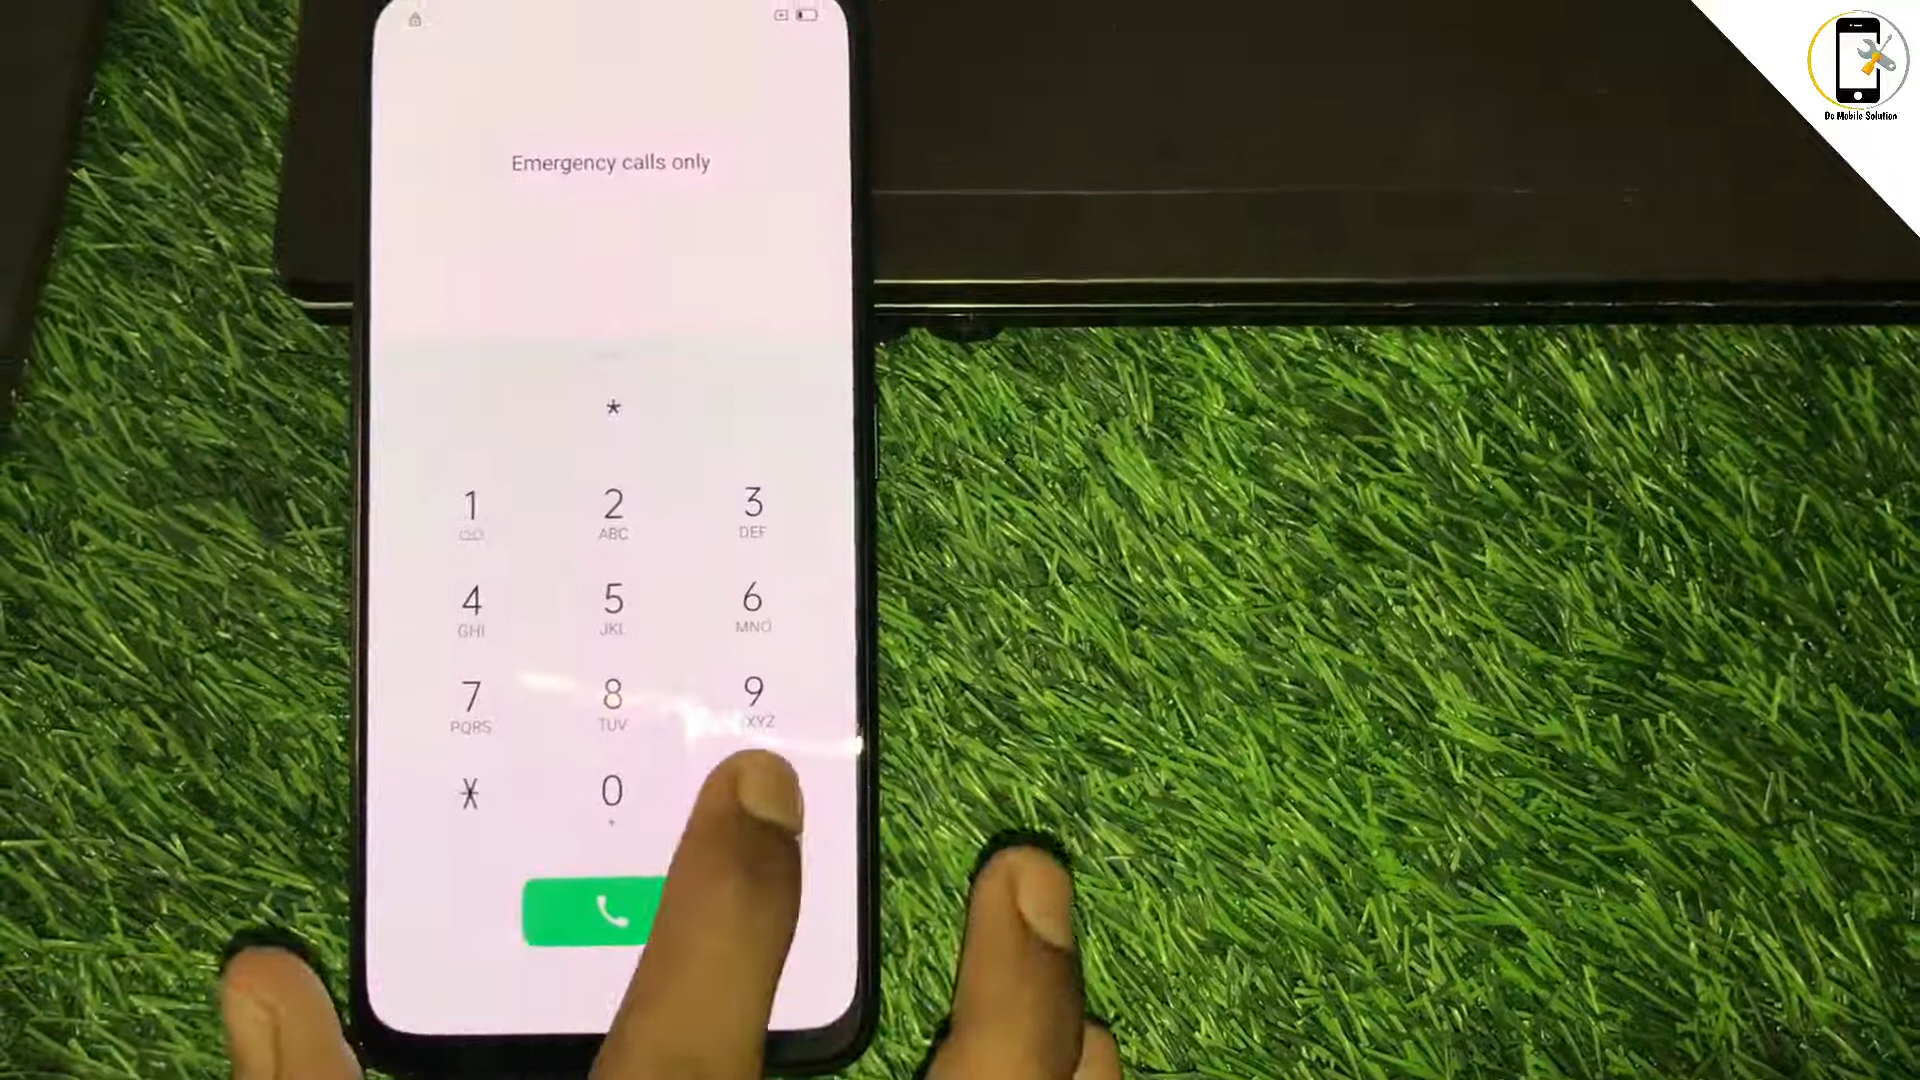 Emergency calls only
*
1 2 3
ABC DEF
4 5 6
GHI JKL MNO
7 8 9
PQRS TUV XYZ
* 0
+
Dc Mobile Solution